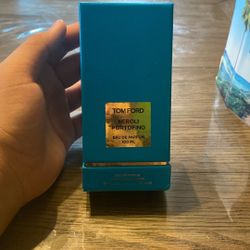 TOM FORD
NEROLI
PORTOFINO
EAU DE PARFUM
100 ML